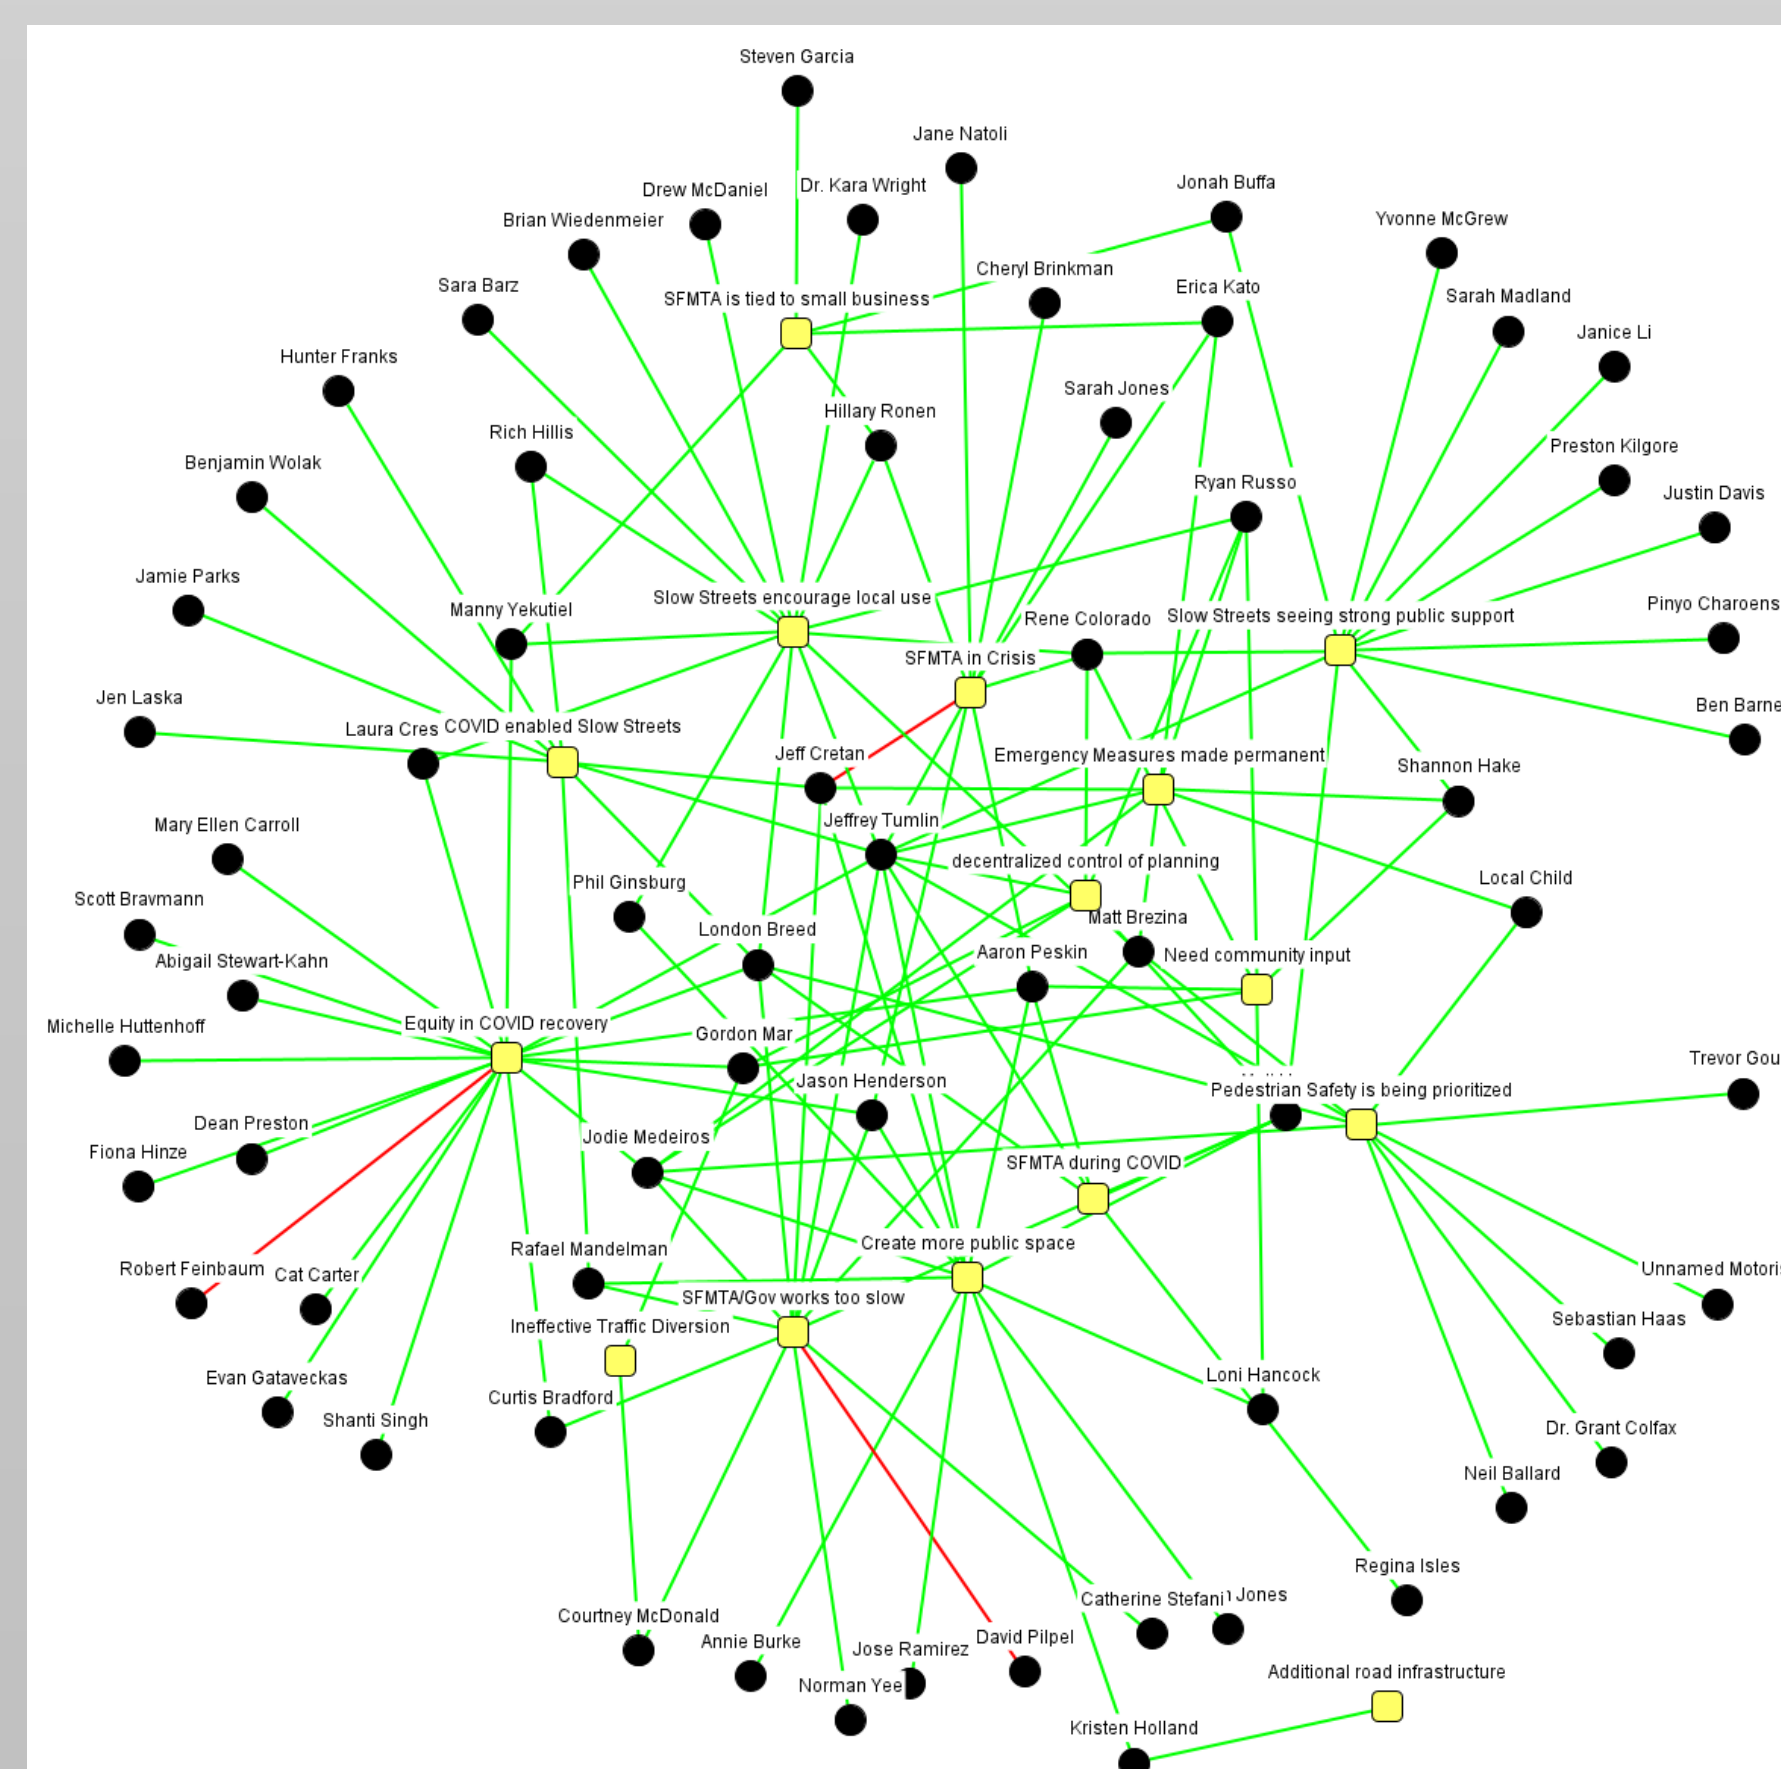 Steven Garcia
Jane Natoli
Drew McDaniel
Dr. Kara Wright
Jonah Buffa
Brian Wiedenmeier
Yvonne McGrew
Cheryl Brinkman
Sara Barz
SFMTA is tied to small business
Erica Kato
Sarah Madland
Janice Li
Hunter Franks
Sarah Jones
Hillary Ronen
Rich Hillis
Preston Kilgore
Benjamin Wolak
Ryan Russo
Justin Davis
Jamie Parks
Manny Yekutiel
Slow Streets encourage local use
Rene Colorado
Slow Streets seeing strong public support
Pinyo Charoens
SFMTA in Crisis
Jen Laska
Laura Cres
COVID enabled Slow Streets
Ben Barne
Jeff Cretan
Emergency Measures made permanent
Shannon Hake
Mary Ellen Carroll
Jeffrey Tumlin
decentralized control of planning
Phil Ginsburg
Local Child
Scott Bravmann
London Breed
Matt Brezina
Abigail Stewart-Kahn
Aaron Peskin
Need community input
Michelle Huttenhoff
Equity in COVID recovery
Gordon Mar
Trevor Gou
Jason Henderson
Pedestrian Safety is being prioritized
Dean Preston
Jodie Medeiros
Fiona Hinze
SFMTA during COVID
Rafael Mandelman
Create more public space
Robert Feinbaum
Cat Carter
Unnamed Motoris
SFMTA/Gov works too slow
Sebastian Haas
Ineffective Traffic Diversion
Evan Gataveckas
Curtis Bradford
Loni Hancock
Shanti Singh
Dr. Grant Colfax
Neil Ballard
Regina Isles
Catherine Stefani
Jones
Courtney McDonald
Annie Burke
Jose Ramirez
David Pilpel
Norman Yee
Additional road infrastructure
Kristen Holland